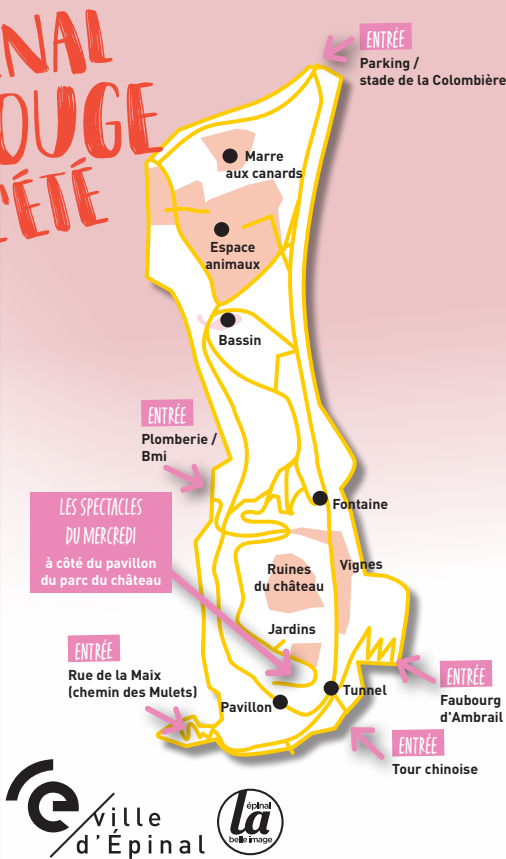 INAL
OUGE
'ÉTÉ
ENTRÉE
Parking /
stade de la Colombière
Marre
aux canards
Espace
animaux
Bassin
ENTRÉE
Plomberie /
Bmi
LES SPECTACLES
DU MERCREDI
à côté du pavillon
du parc du château
Fontaine
Vignes
Ruines
du château
Jardins
ENTRÉE
Rue de la Maix
(chemin des Mulets)
Pavillon
Tunnel
ENTRÉE
Faubourg
d'Ambrail
ENTRÉE
Tour chinoise
ville
d'Épinal
épinal
la
belle image